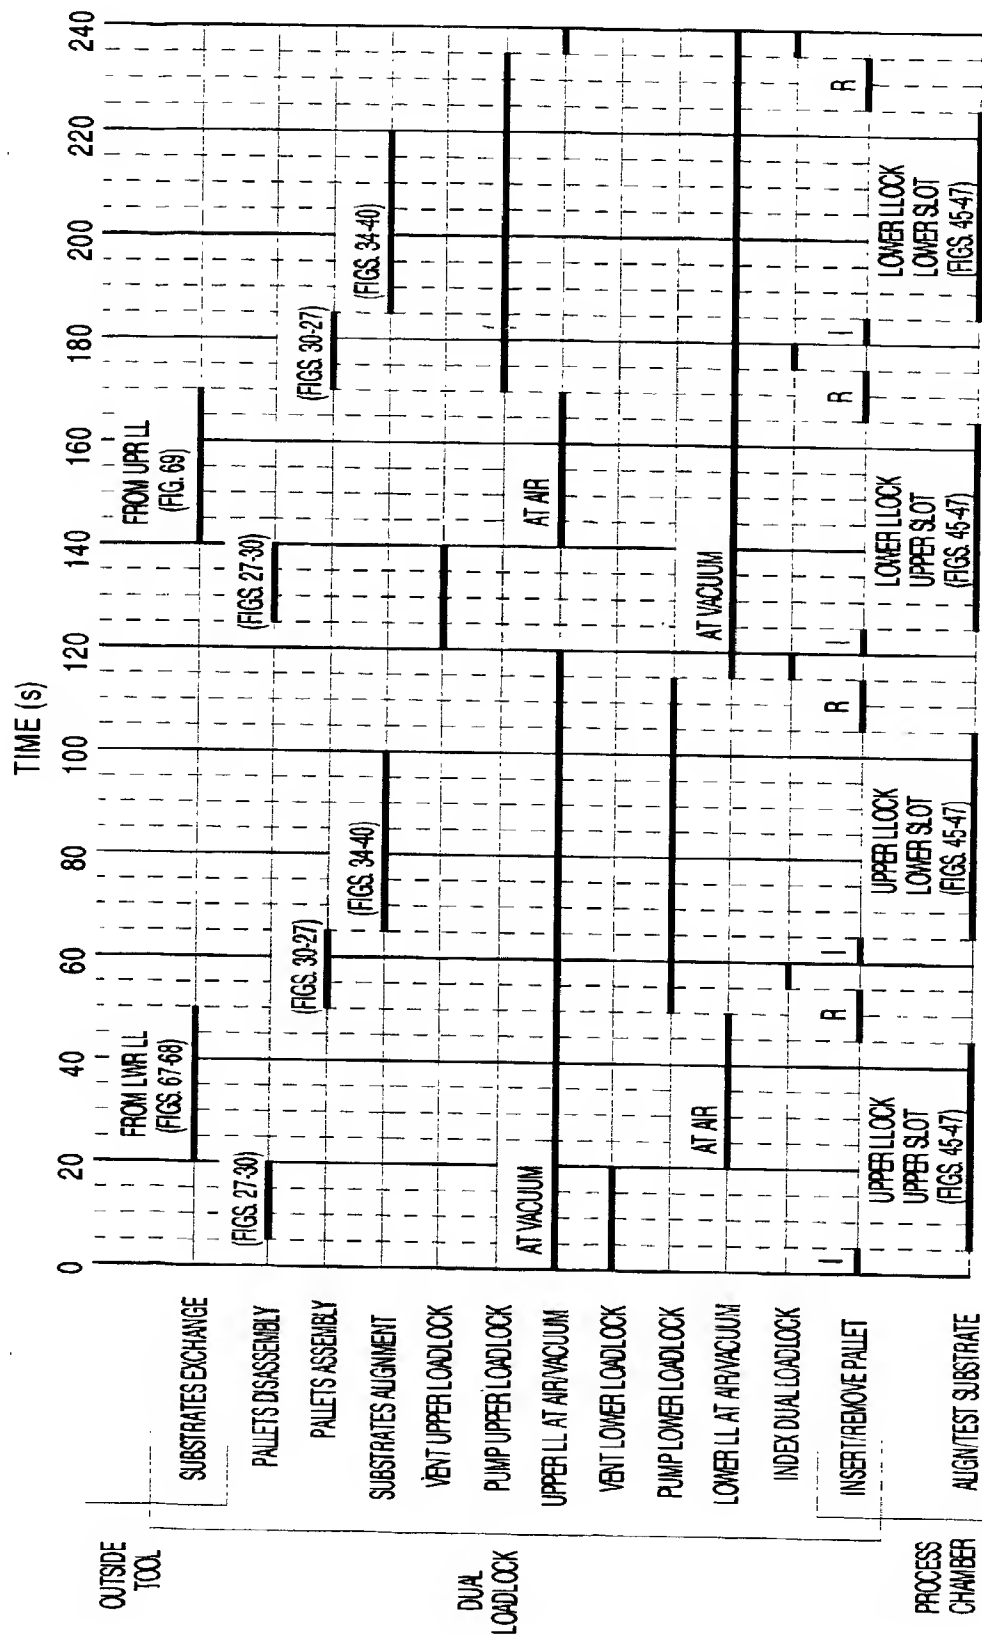 TIME (s)
0
20
40
60
80
100
120
140
160
180
200
220
240
OUTSIDE
TOOL
SUBSTRATES EXCHANGE
FROM LWR LL
(FIGS. 67-68)
FROM UPR LL
(FIG. 69)
DUAL
LOADLOCK
PALLETS DISASSEMBLY
(FIGS. 27-30)
(FIGS. 27-30)
PALLETS ASSEMBLY
(FIGS. 30-27)
(FIGS. 30-27)
SUBSTRATES ALIGNMENT
(FIGS. 34-40)
(FIGS. 34-40)
VENT UPPER LOADLOCK
PUMP UPPER LOADLOCK
UPPER LL AT AIR/VACUUM
AT VACUUM
AT AIR
VENT LOWER LOADLOCK
PUMP LOWER LOADLOCK
LOWER LL AT AIR/VACUUM
AT AIR
AT VACUUM
INDEX DUAL LOADLOCK
INSERT/REMOVE PALLET
I
R
I
R
I
R
I
R
PROCESS
CHAMBER
ALIGN/TEST SUBSTRATE
UPPER LLOCK
UPPER SLOT
(FIGS. 45-47)
UPPER LLOCK
LOWER SLOT
(FIGS. 45-47)
LOWER LLOCK
UPPER SLOT
(FIGS. 45-47)
LOWER LLOCK
LOWER SLOT
(FIGS. 45-47)